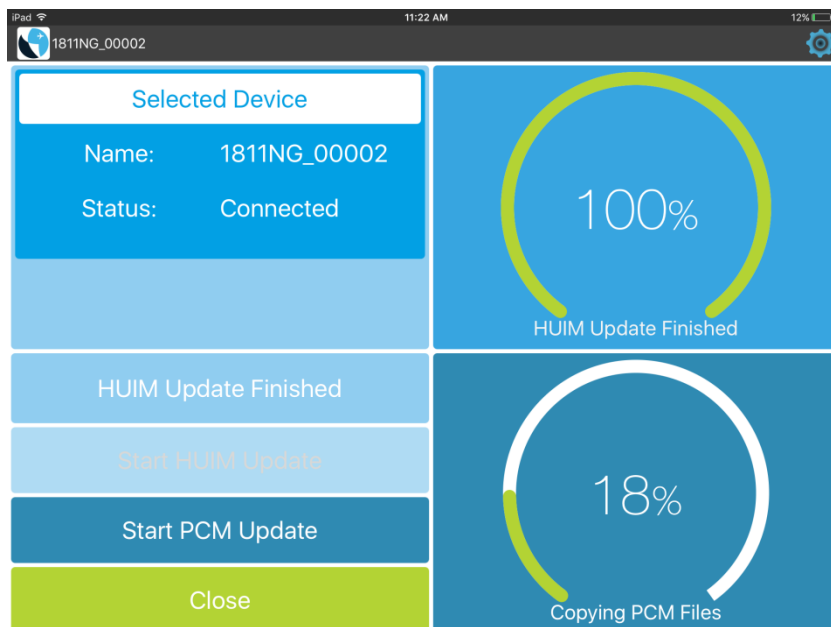 iPad 11:22 AM 12%
1811NG_00002
Selected Device
Name: 1811NG_00002
Status: Connected
100%
HUIM Update Finished
HUIM Update Finished
Start HUIM Update
Start PCM Update
Close
18%
Copying PCM Files